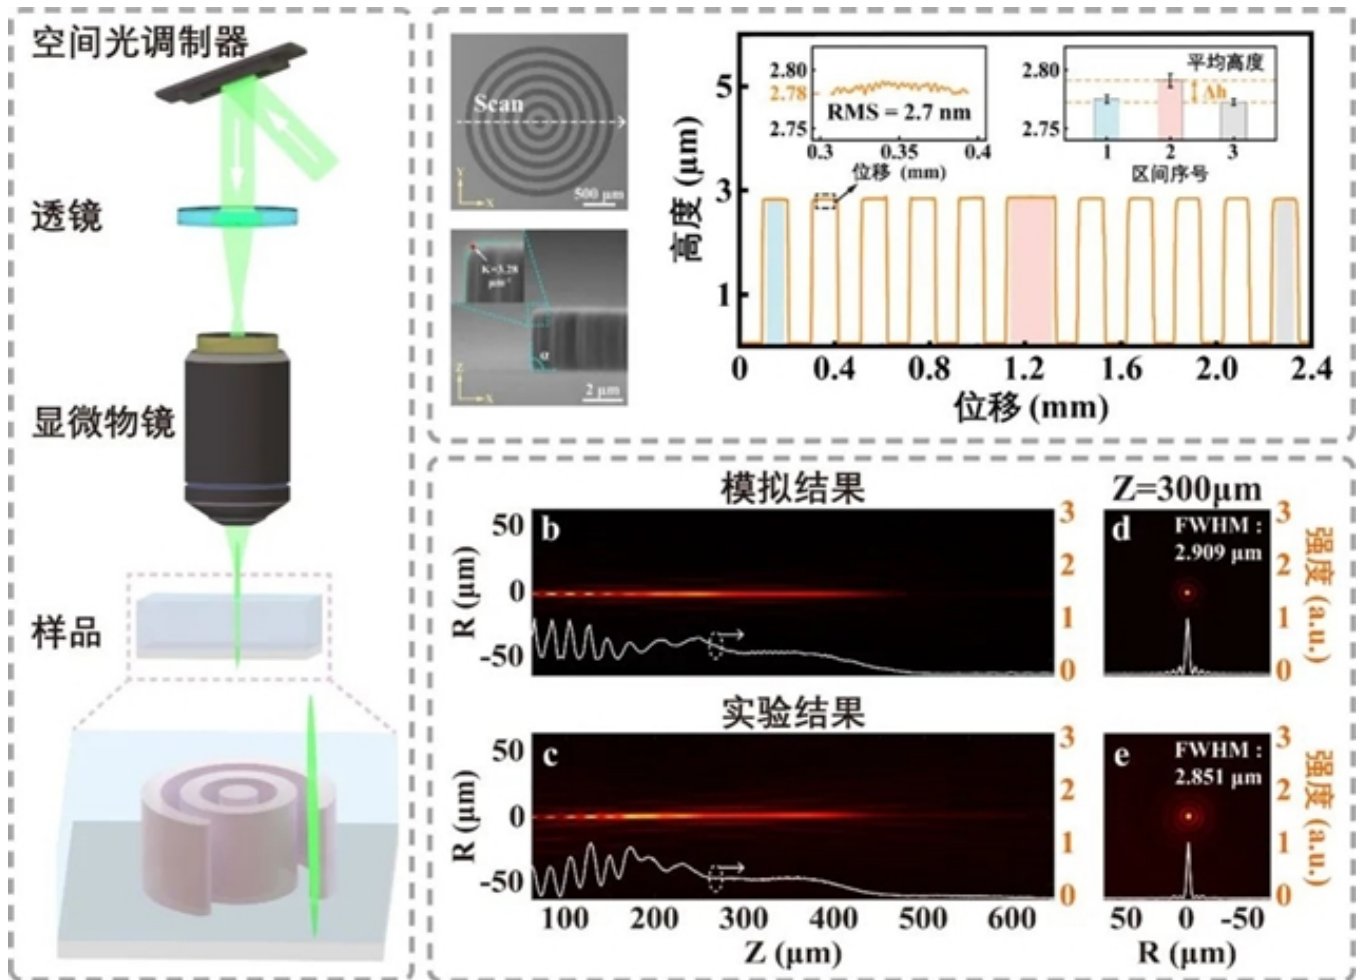 空间光调制器
透镜
显微物镜
样品
Scan
Y
X
500 μm
K=3.28
μm⁻¹
α
Z
X
2 μm
高度 (μm)
5
3
1
2.80
2.78
2.75
RMS = 2.7 nm
0.3
0.35
0.4
位移 (mm)
2.80
2.75
平均高度
Δh
1
2
3
区间序号
0
0.4
0.8
1.2
1.6
2.0
2.4
位移 (mm)
模拟结果
Z=300μm
R (μm)
50
0
-50
b
3
2
1
0
d
FWHM :
2.909 μm
3
2
1
0
强度 (a.u.)
实验结果
R (μm)
50
0
-50
c
3
2
1
0
e
FWHM :
2.851 μm
3
2
1
0
强度 (a.u.)
100
200
300
400
500
600
Z (μm)
50
0
-50
R (μm)